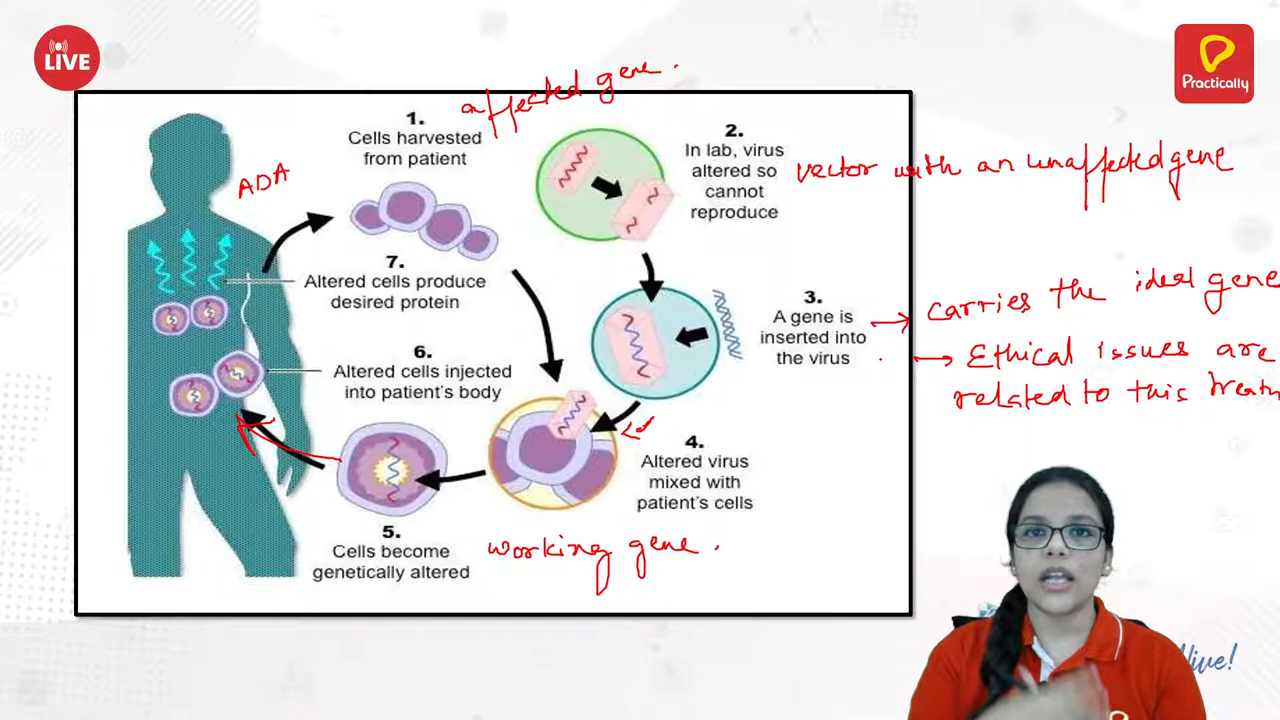 LIVE
Practically
affected gene.
1.
Cells harvested
from patient
2.
In lab, virus
altered so
cannot
reproduce
vector with an unaffected gene
ADA
7.
Altered cells produce
desired protein
3.
A gene is
inserted into
the virus
carries the ideal gene
Ethical issues are
related to this
6.
Altered cells injected
into patient's body
4.
Altered virus
mixed with
patient's cells
5.
Cells become
genetically altered
working gene.
live!